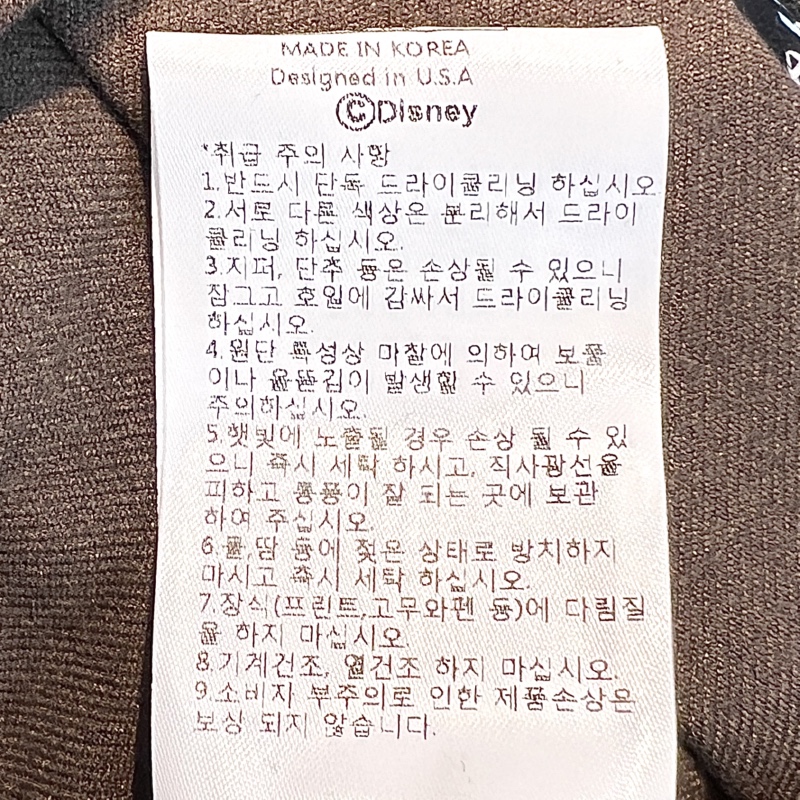 MADE IN KOREA
Designed in U.S.A
©Disney
*취급 주의 사항
1.반드시 단독 드라이클리닝 하십시오
2.서로 다른 색상은 분리해서 드라이
클리닝 하십시오.
3.지퍼, 단추 등은 손상될 수 있으니
잠그고 호일에 감싸서 드라이클리닝
하십시오.
4.원단 특성상 마찰에 의하여 보풀
이나 올뜯김이 발생할 수 있으니
주의하십시오.
5.햇빛에 노출될 경우 손상 될 수 있
으니 즉시 세탁 하시고, 직사광선을
피하고 통풍이 잘 되는 곳에 보관
하여 주십시오.
6.물,땀 등에 젖은 상태로 방치하지
마시고 즉시 세탁 하십시오.
7.장식(프린트,고무와펜 등)에 다림질
을 하지 마십시오.
8.기계건조, 열건조 하지 마십시오.
9.소비자 부주의로 인한 제품손상은
보상 되지 않습니다.